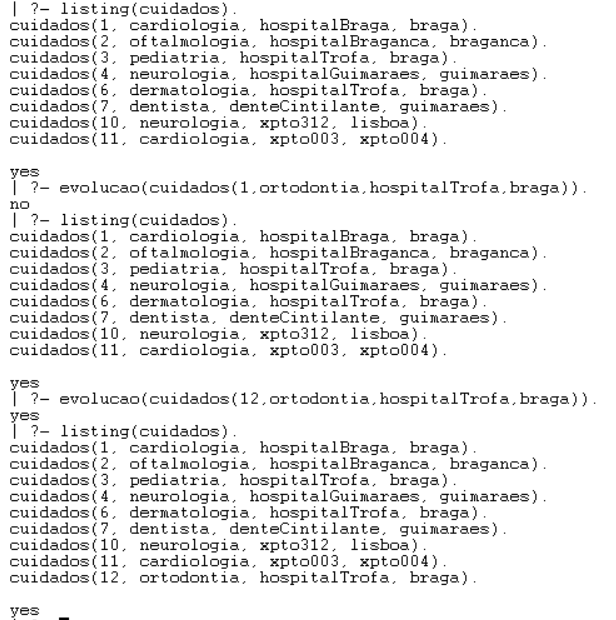 | ?- listing(cuidados).
cuidados(1, cardiologia, hospitalBraga, braga).
cuidados(2, oftalmologia, hospitalBraganca, braganca).
cuidados(3, pediatria, hospitalTrofa, braga).
cuidados(4, neurologia, hospitalGuimaraes, guimaraes).
cuidados(6, dermatologia, hospitalTrofa, braga).
cuidados(7, dentista, denteCintilante, guimaraes).
cuidados(10, neurologia, xpto312, lisboa).
cuidados(11, cardiologia, xpto003, xpto004).
yes
| ?- evolucao(cuidados(1,ortodontia,hospitalTrofa,braga)).
no
| ?- listing(cuidados).
cuidados(1, cardiologia, hospitalBraga, braga).
cuidados(2, oftalmologia, hospitalBraganca, braganca).
cuidados(3, pediatria, hospitalTrofa, braga).
cuidados(4, neurologia, hospitalGuimaraes, guimaraes).
cuidados(6, dermatologia, hospitalTrofa, braga).
cuidados(7, dentista, denteCintilante, guimaraes).
cuidados(10, neurologia, xpto312, lisboa).
cuidados(11, cardiologia, xpto003, xpto004).
yes
| ?- evolucao(cuidados(12,ortodontia,hospitalTrofa,braga)).
yes
| ?- listing(cuidados).
cuidados(1, cardiologia, hospitalBraga, braga).
cuidados(2, oftalmologia, hospitalBraganca, braganca).
cuidados(3, pediatria, hospitalTrofa, braga).
cuidados(4, neurologia, hospitalGuimaraes, guimaraes).
cuidados(6, dermatologia, hospitalTrofa, braga).
cuidados(7, dentista, denteCintilante, guimaraes).
cuidados(10, neurologia, xpto312, lisboa).
cuidados(11, cardiologia, xpto003, xpto004).
cuidados(12, ortodontia, hospitalTrofa, braga).
yes